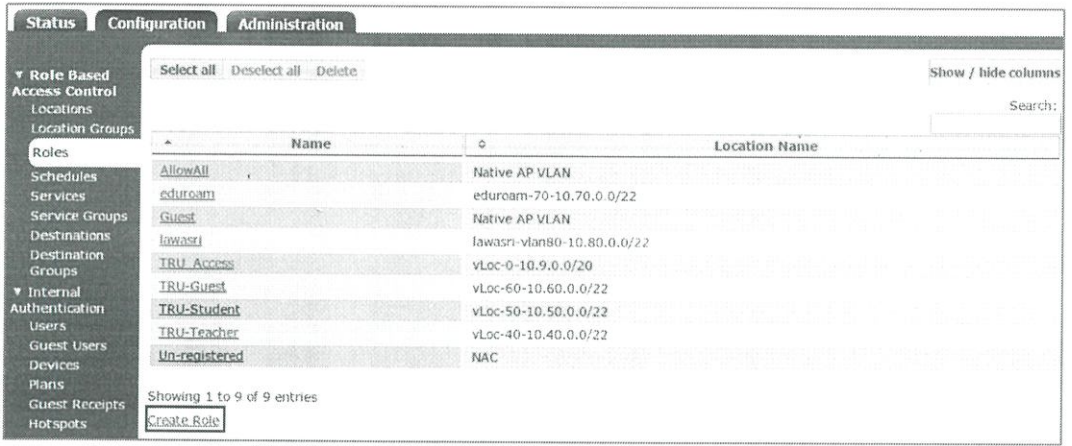 Status Configuration Administration
▼ Role Based
Access Control
Locations
Location Groups
Roles
Schedules
Services
Service Groups
Destinations
Destination
Groups
▼ Internal
Authentication
Users
Guest Users
Devices
Plans
Guest Receipts
Hotspots
Select all Deselect all Delete
Show / hide columns
Search:
Name Location Name
AllowAll Native AP VLAN
eduroam eduroam-70-10.70.0.0/22
Guest Native AP VLAN
lawasri lawasri-vlan80-10.80.0.0/22
TRU_Access vLoc-0-10.9.0.0/20
TRU-Guest vLoc-60-10.60.0.0/22
TRU-Student vLoc-50-10.50.0.0/22
TRU-Teacher vLoc-40-10.40.0.0/22
Un-registered NAC
Showing 1 to 9 of 9 entries
Create Role